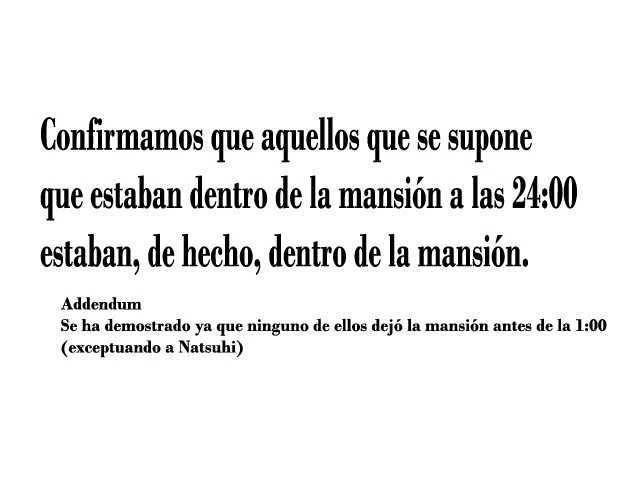 Confirmamos que aquellos que se supone
que estaban dentro de la mansión a las 24:00
estaban, de hecho, dentro de la mansión.
Addendum
Se ha demostrado ya que ninguno de ellos dejó la mansión antes de la 1:00
(exceptuando a Natsuhi)